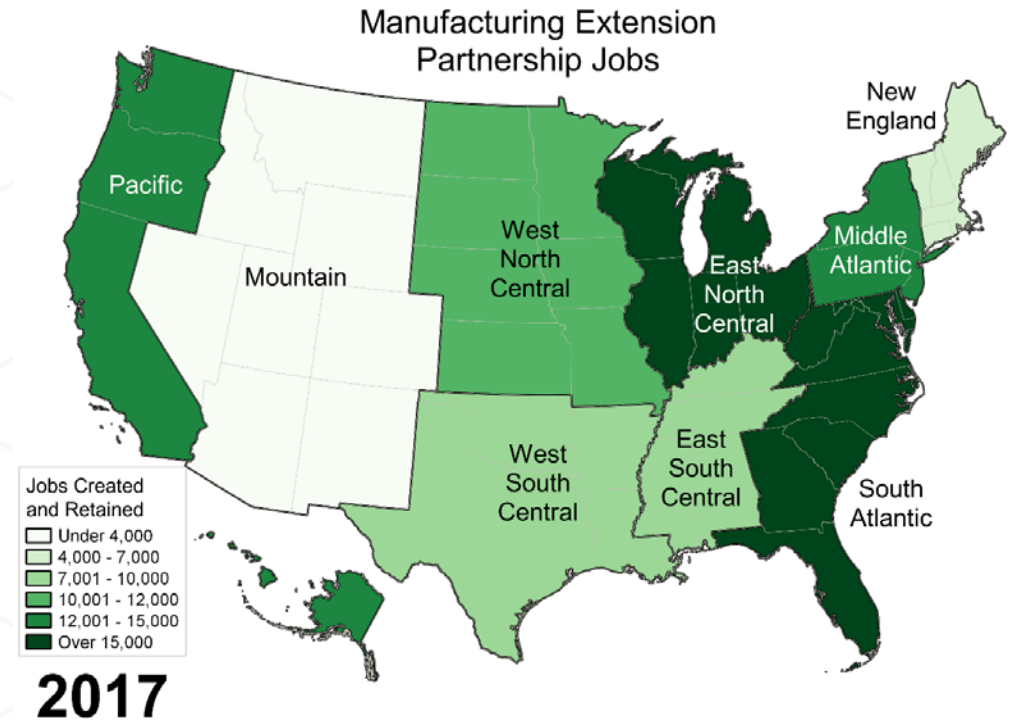 Manufacturing Extension
Partnership Jobs
New
England
Pacific
West
North
Central
Middle
Atlantic
Mountain
East
North
Central
West
South
Central
East
South
Central
South
Atlantic
Jobs Created
and Retained
Under 4,000
4,000 - 7,000
7,001 - 10,000
10,001 - 12,000
12,001 - 15,000
Over 15,000
2017